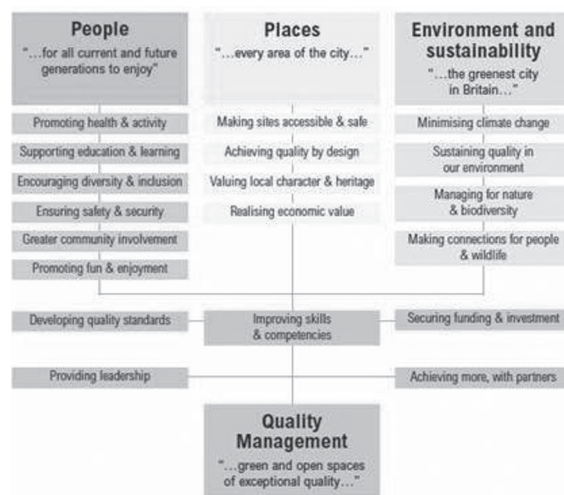 People
“…for all current and future
generations to enjoy”
Promoting health & activity
Supporting education & learning
Encouraging diversity & inclusion
Ensuring safety & security
Greater community involvement
Promoting fun & enjoyment
Places
“…every area of the city…”
Making sites accessible & safe
Achieving quality by design
Valuing local character & heritage
Realising economic value
Environment and
sustainability
“…the greenest city
in Britain…”
Minimising climate change
Sustaining quality in
our environment
Managing for nature
& biodiversity
Making connections for people
& wildlife
Developing quality standards
Improving skills
& competencies
Securing funding & investment
Providing leadership
Achieving more, with partners
Quality
Management
“…green and open spaces
of exceptional quality…”